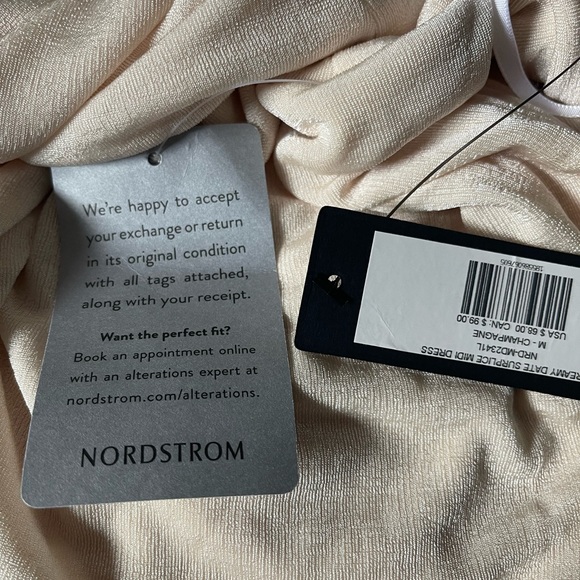 We're happy to accept
your exchange or return
in its original condition
with all tags attached,
along with your receipt.
Want the perfect fit?
Book an appointment online
with an alterations expert at
nordstrom.com/alterations.
NORDSTROM
REAMY DATE SURPLICE MIDI DRESS
NRD-MD2341L
M - CHAMPAGNE
USA $ 68.00 CAN: $ 99.00